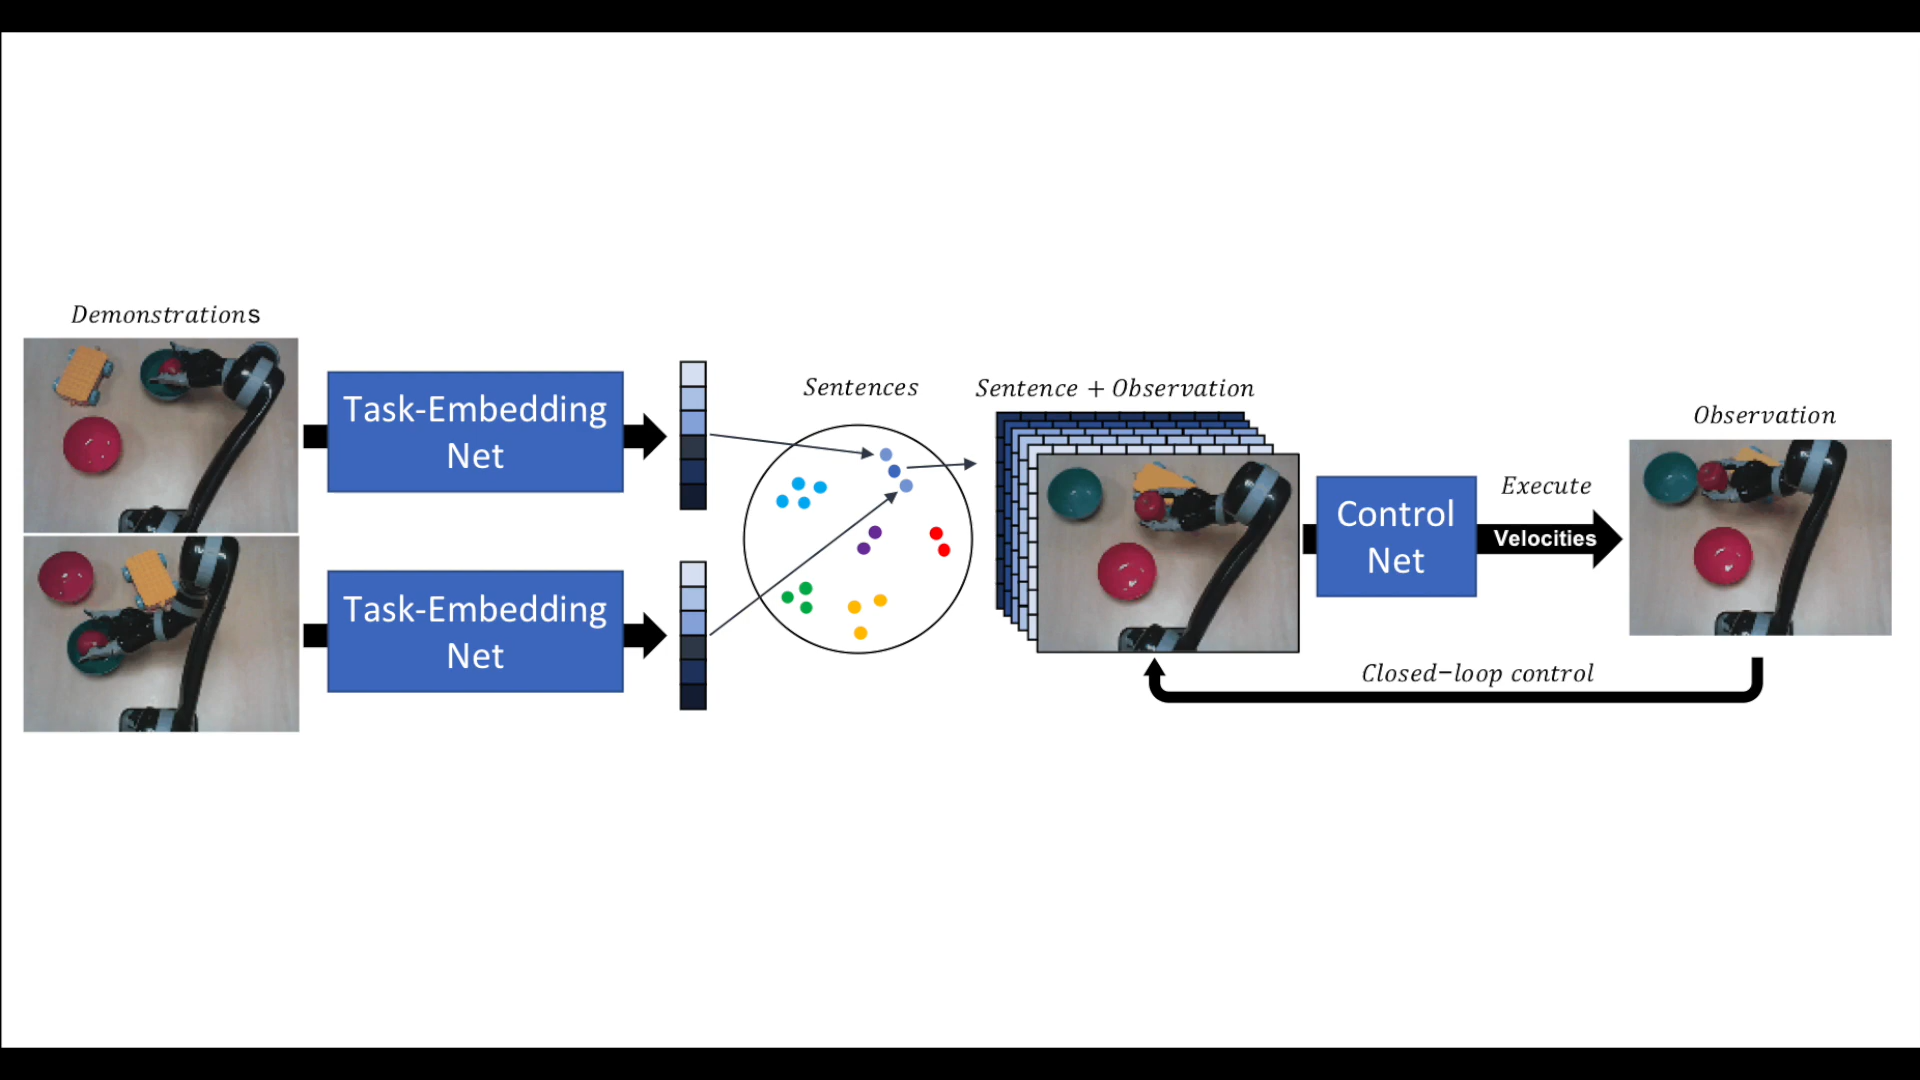 Demonstrations
Task-Embedding
Net
Task-Embedding
Net
Sentences
Sentence + Observation
Control
Net
Execute
Velocities
Observation
Closed-loop control